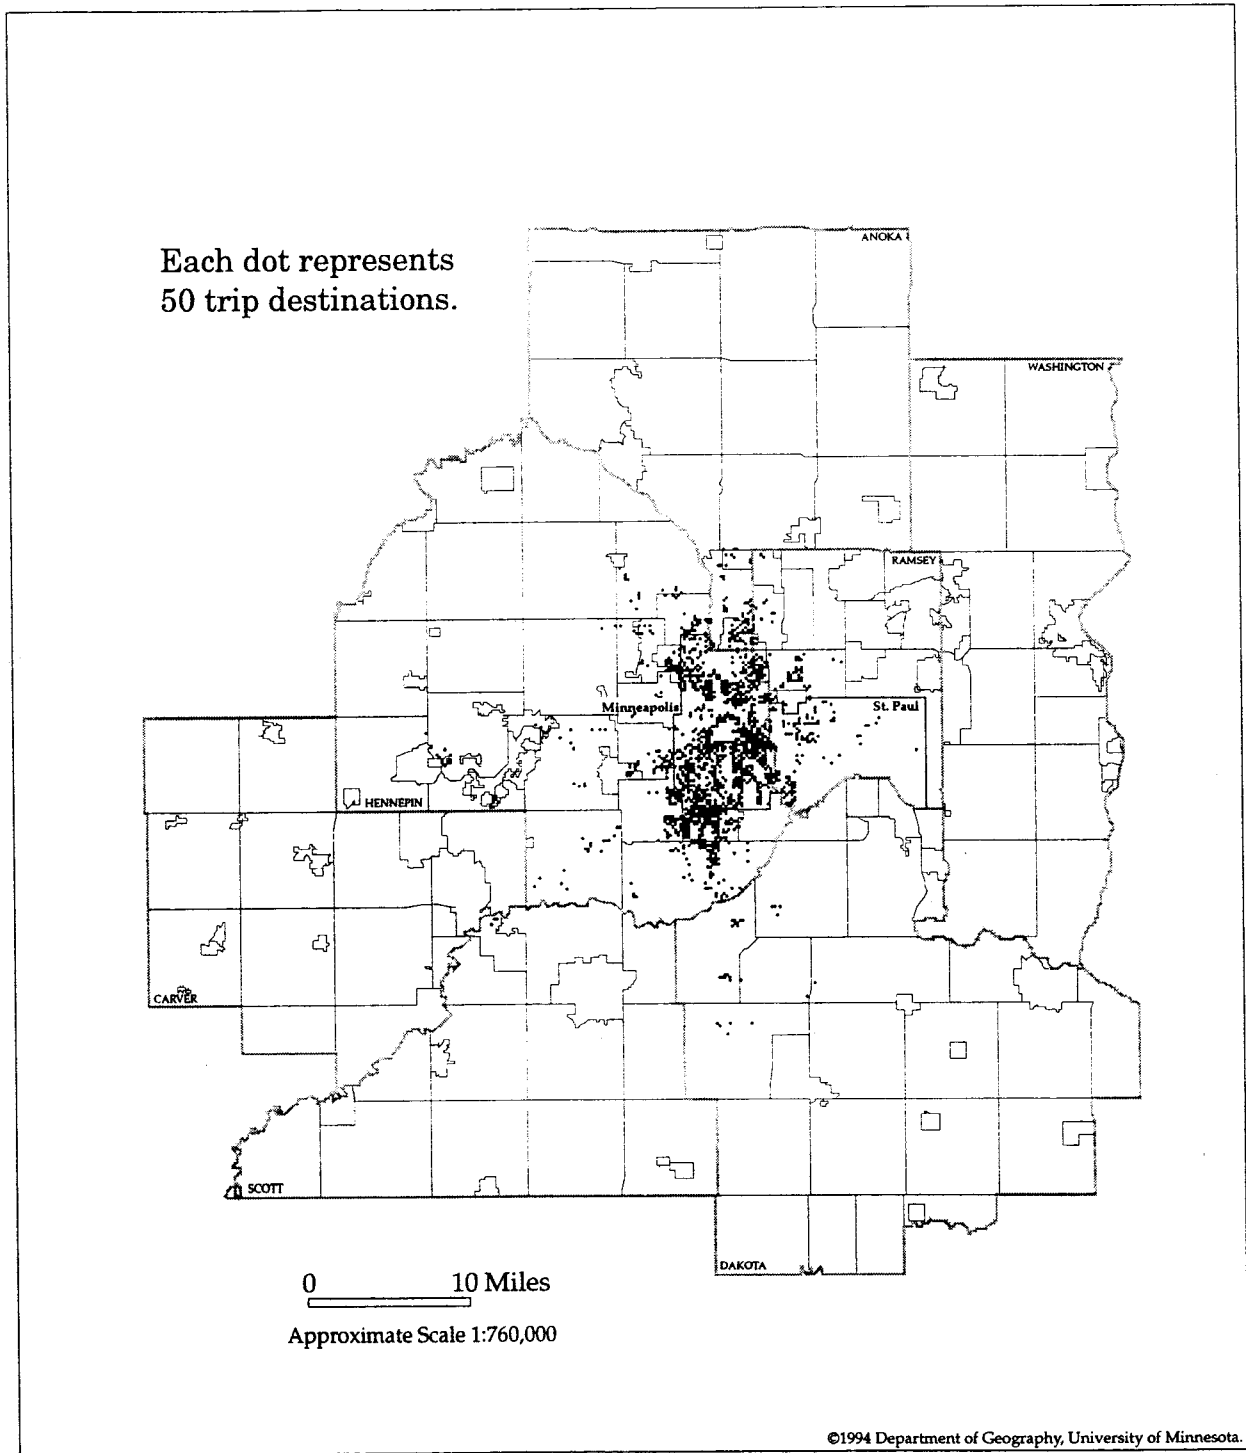 Each dot represents
50 trip destinations.
ANOKA
WASHINGTON
RAMSEY
Minneapolis
St. Paul
HENNEPIN
CARVER
SCOTT
DAKOTA
0 10 Miles
Approximate Scale 1:760,000
©1994 Department of Geography, University of Minnesota.